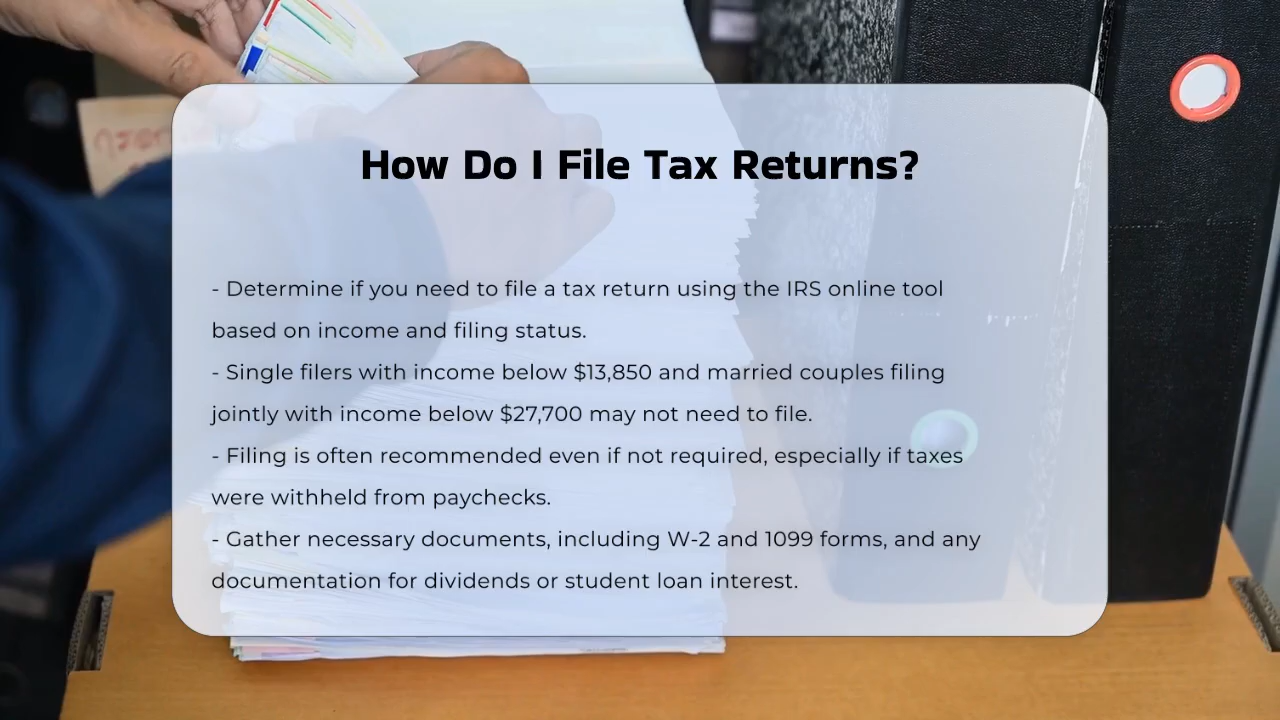 How Do I File Tax Returns?
- Determine if you need to file a tax return using the IRS online tool
based on income and filing status.
- Single filers with income below $13,850 and married couples filing
jointly with income below $27,700 may not need to file.
- Filing is often recommended even if not required, especially if taxes
were withheld from paychecks.
- Gather necessary documents, including W-2 and 1099 forms, and any
documentation for dividends or student loan interest.